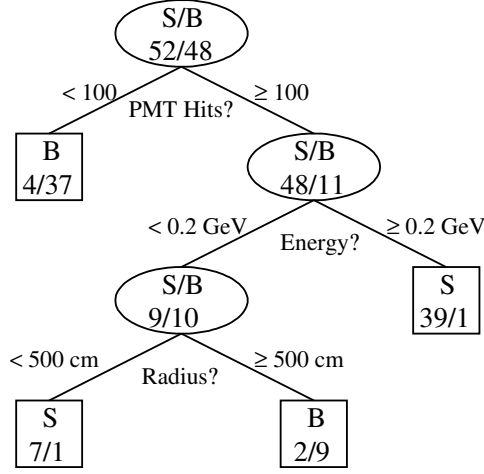 S/B
52/48
< 100
≥ 100
PMT Hits?
B
4/37
S/B
48/11
< 0.2 GeV
≥ 0.2 GeV
Energy?
S/B
9/10
S
39/1
< 500 cm
≥ 500 cm
Radius?
S
7/1
B
2/9